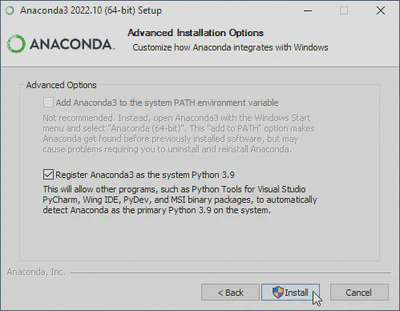 Anaconda3 2022.10 (64-bit) Setup
ANACONDA.
Advanced Installation Options
Customize how Anaconda integrates with Windows
Advanced Options
Add Anaconda3 to the system PATH environment variable
Not recommended. Instead, open Anaconda3 with the Windows Start
menu and select "Anaconda (64-bit)". This "add to PATH" option makes
Anaconda get found before previously installed software, but may
cause problems requiring you to uninstall and reinstall Anaconda.
Register Anaconda3 as the system Python 3.9
This will allow other programs, such as Python Tools for Visual Studio
PyCharm, Wing IDE, PyDev, and MSI binary packages, to automatically
detect Anaconda as the primary Python 3.9 on the system.
Anaconda, Inc.
< Back
Install
Cancel